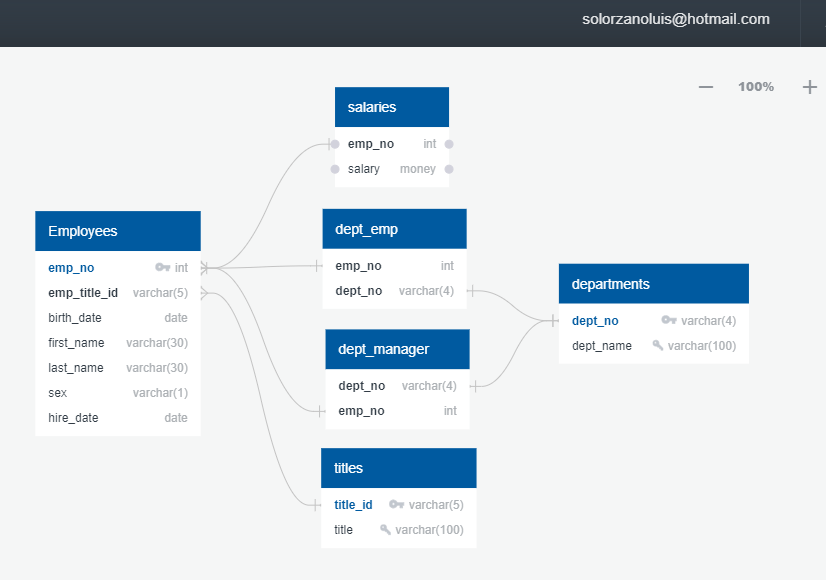 solorzanoluis@hotmail.com
100%
salaries
emp_no int
salary money
Employees
emp_no int
emp_title_id varchar(5)
birth_date date
first_name varchar(30)
last_name varchar(30)
sex varchar(1)
hire_date date
dept_emp
emp_no int
dept_no varchar(4)
departments
dept_no varchar(4)
dept_name varchar(100)
dept_manager
dept_no varchar(4)
emp_no int
titles
title_id varchar(5)
title varchar(100)